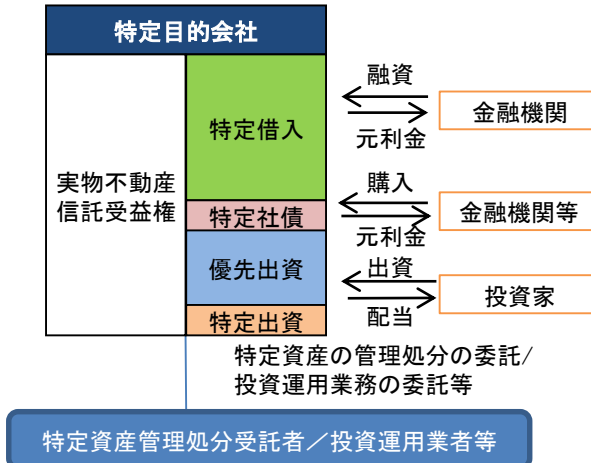 特定目的会社
実物不動産
信託受益権
特定借入
特定社債
優先出資
特定出資
融資
元利金
金融機関
購入
元利金
金融機関等
出資
配当
投資家
特定資産の管理処分の委託/
投資運用業務の委託等
特定資産管理処分受託者／投資運用業者等